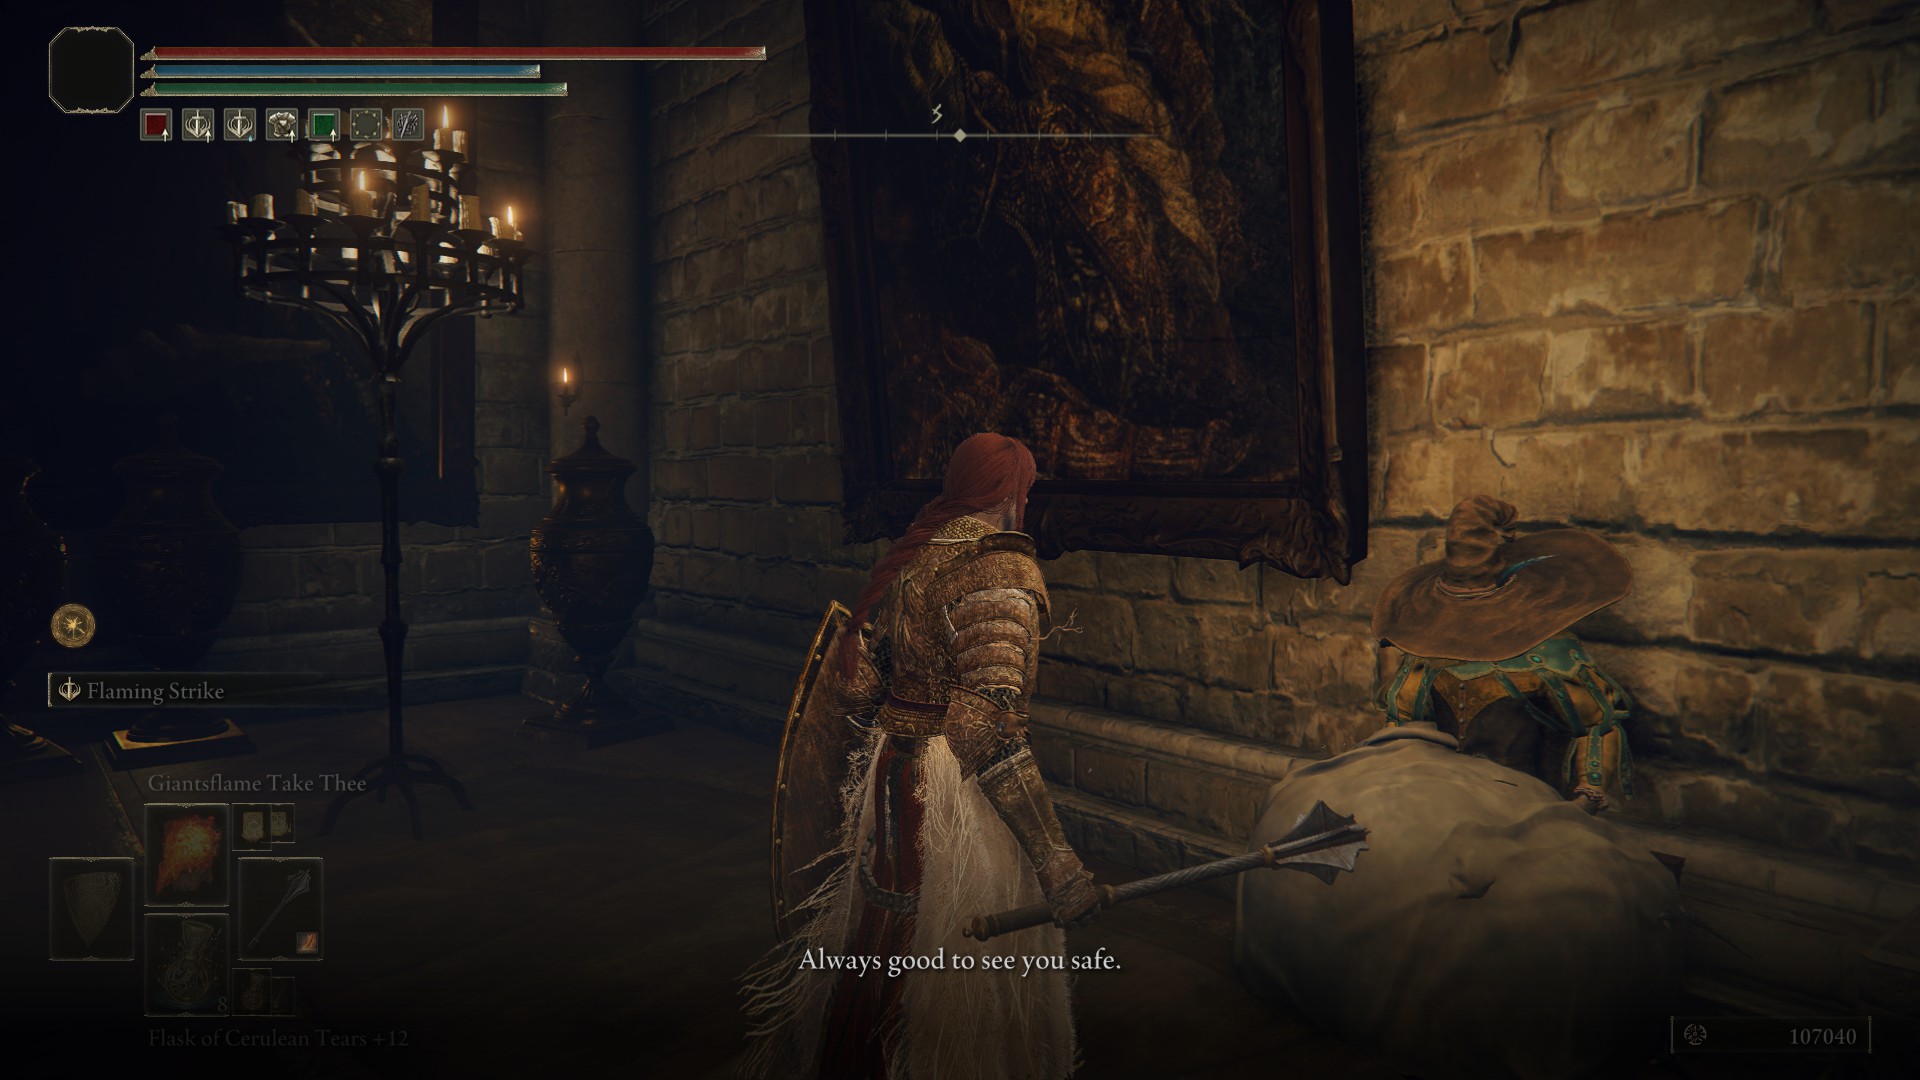 S
Flaming Strike
Giantsflame Take Thee
8
Flask of Cerulean Tears +12
Always good to see you safe.
107040